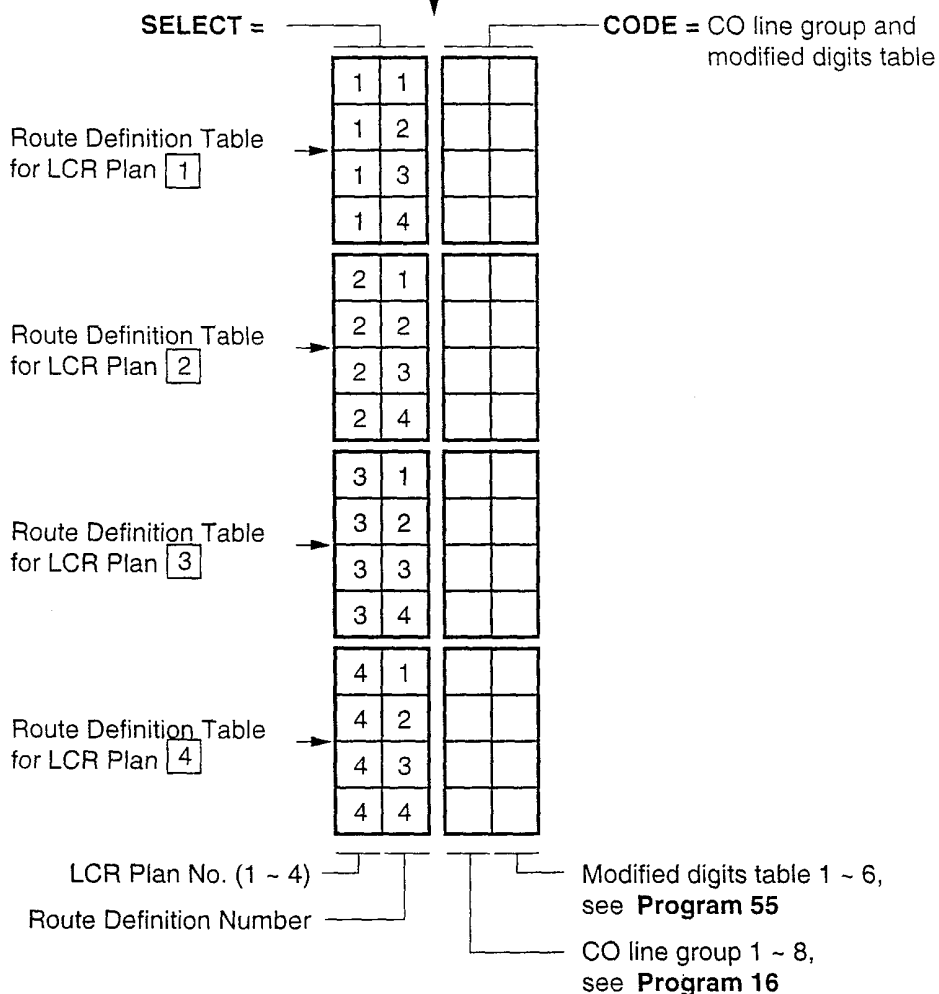 SELECT =
CODE = CO line group and
modified digits table
1 1
1 2
Route Definition Table
for LCR Plan 1
1 3
1 4
2 1
2 2
Route Definition Table
for LCR Plan 2
2 3
2 4
3 1
3 2
Route Definition Table
for LCR Plan 3
3 3
3 4
4 1
4 2
Route Definition Table
for LCR Plan 4
4 3
4 4
LCR Plan No. (1 ~ 4)
Route Definition Number
Modified digits table 1 ~ 6,
see Program 55
CO line group 1 ~ 8,
see Program 16